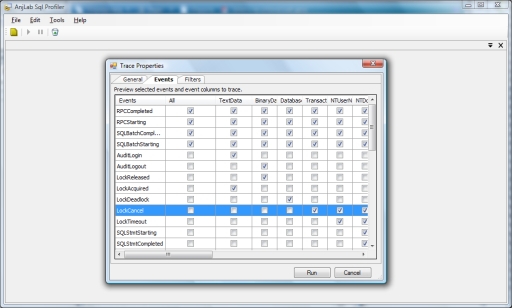 AnjLab Sql Profiler
File Edit Tools Help
Trace Properties
General Events Filters
Preview selected events and event columns to trace.
Events All TextData BinaryDa Database Transact NTUserN NTDo
RPCCompleted
RPCStarting
SQLBatchCompl...
SQLBatchStarting
AuditLogin
AuditLogout
LockReleased
LockAcquired
LockDeadlock
LockCancel
LockTimeout
SQLStmtStarting
SQLStmtCompleted
Run Cancel